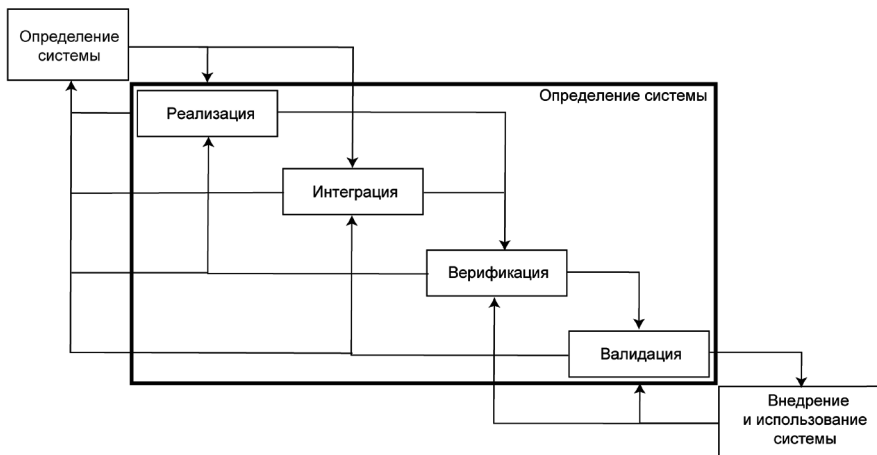 Определение
системы
Определение системы
Реализация
Интеграция
Верификация
Валидация
Внедрение
и использование
системы